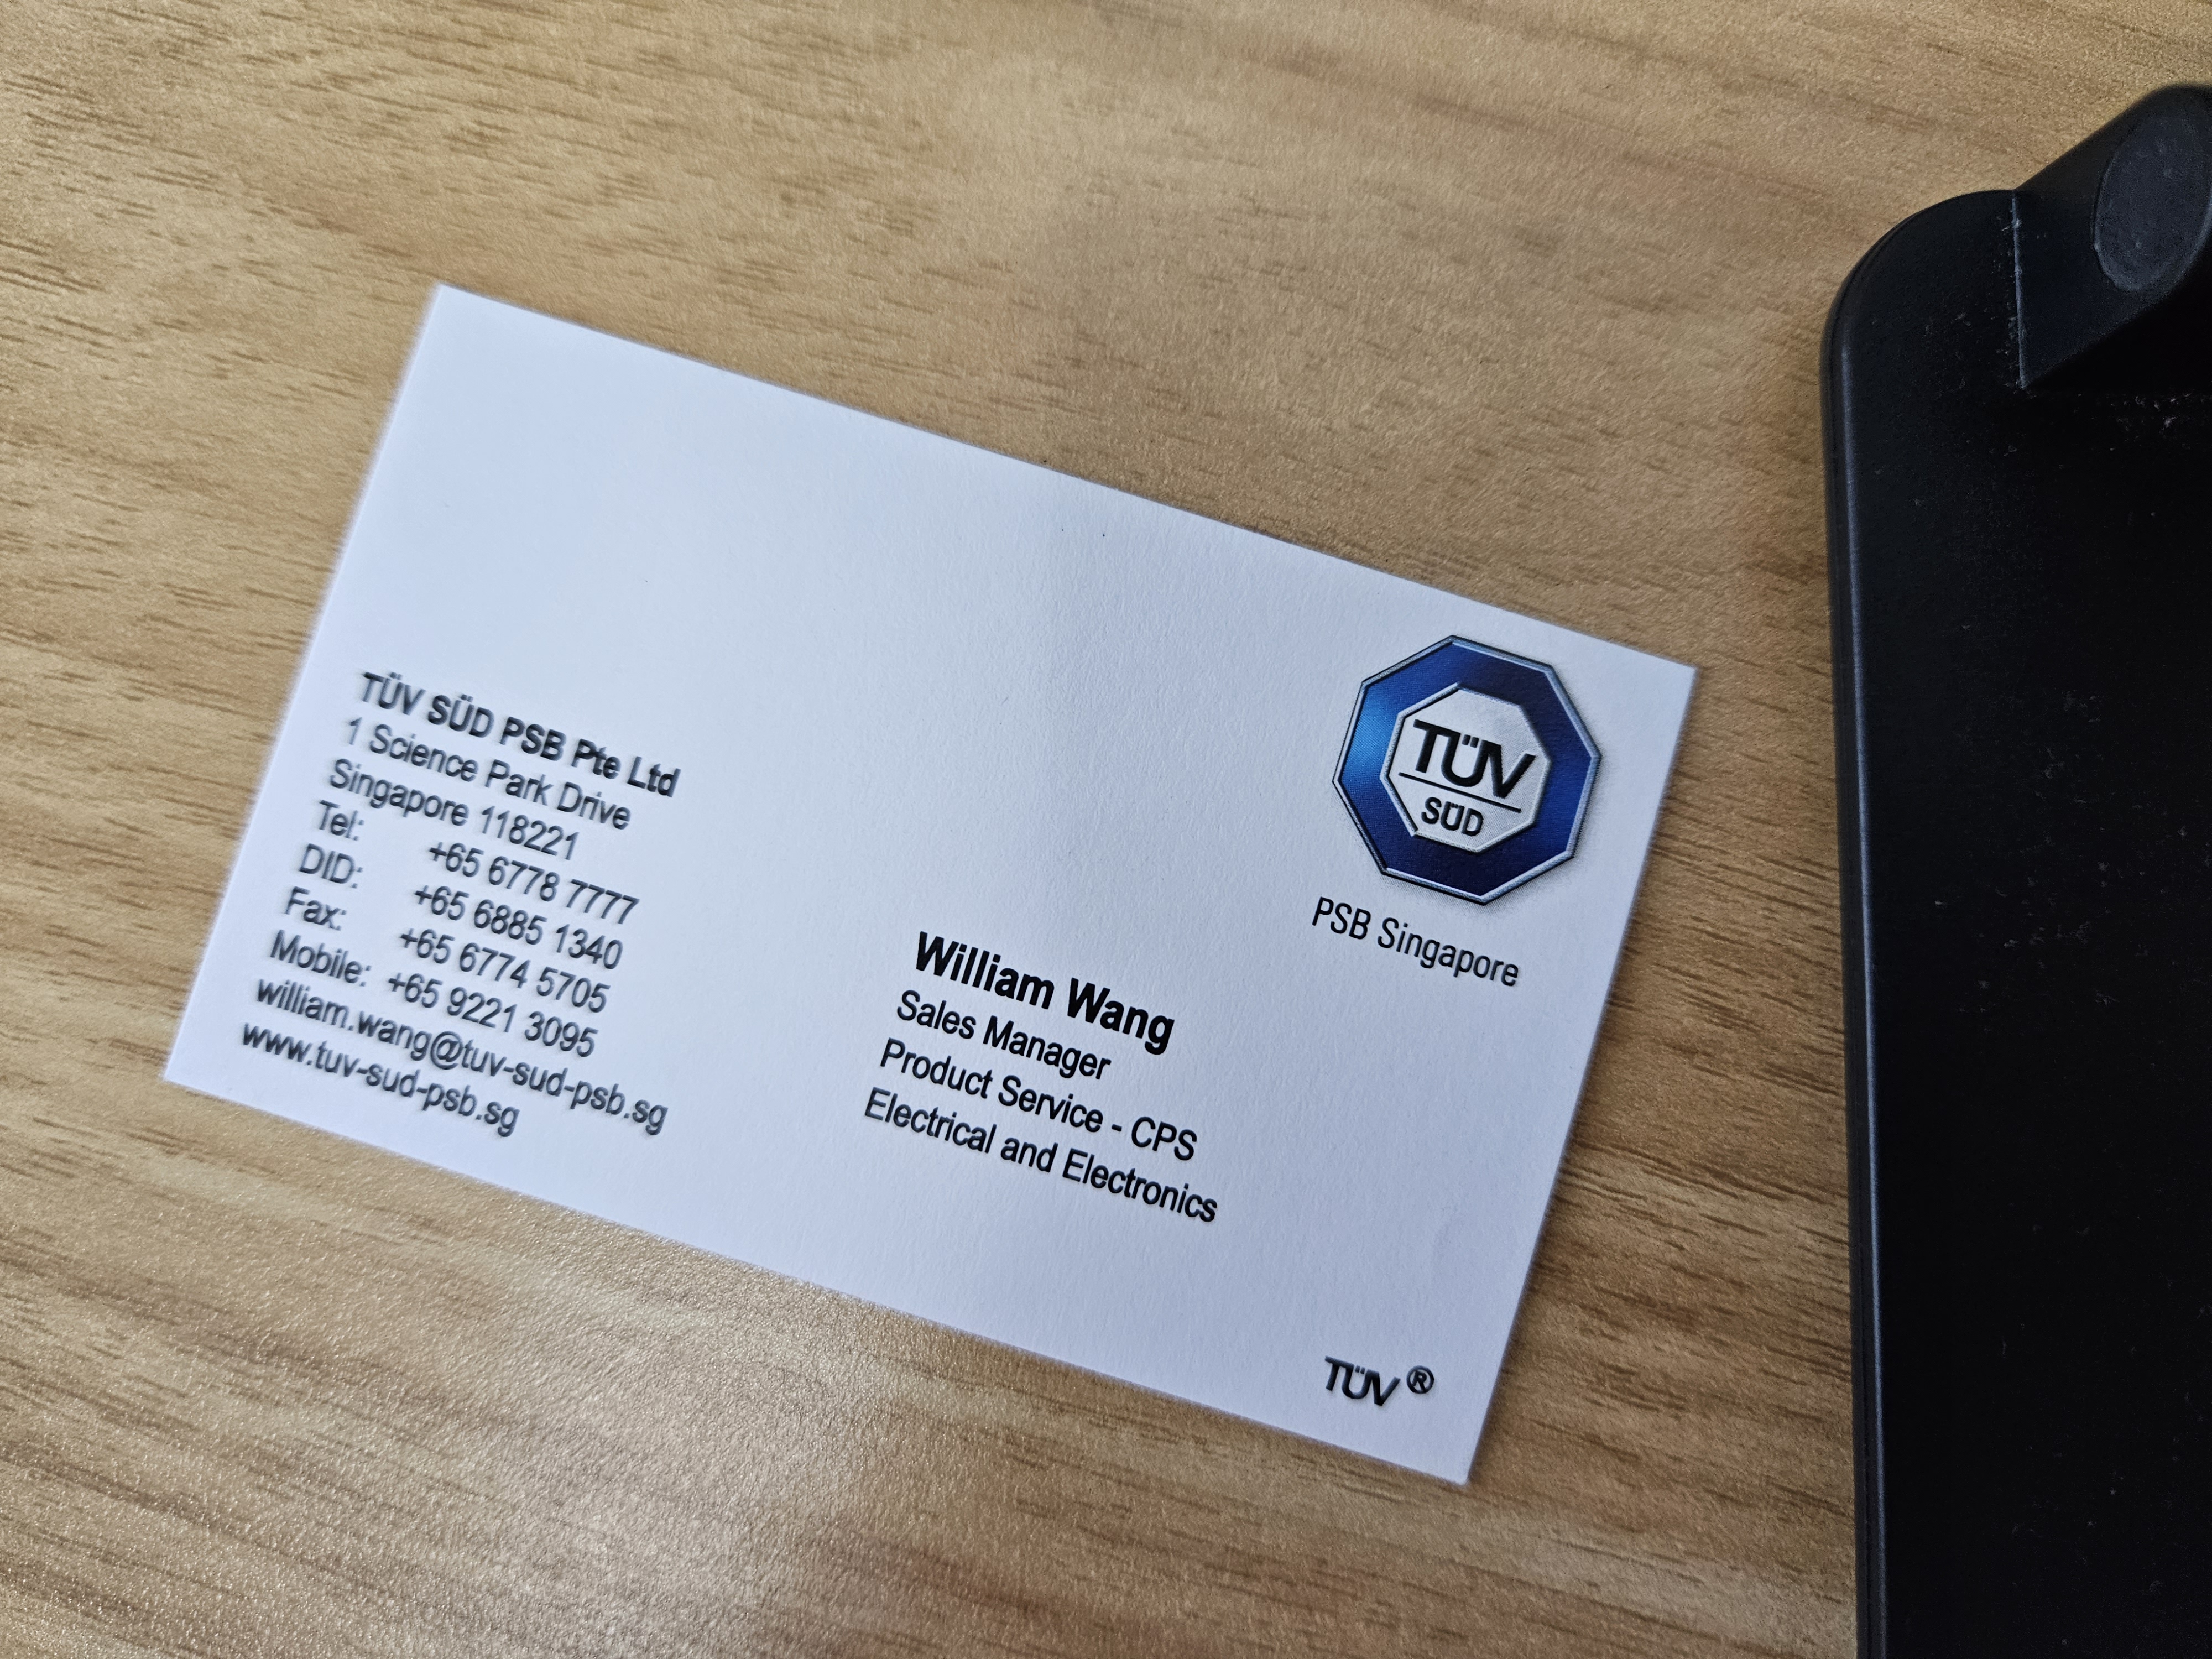 TÜV SÜD PSB Pte Ltd
1 Science Park Drive
Singapore 118221
Tel: +65 6778 7777
DID: +65 6885 1340
Fax: +65 6774 5705
Mobile: +65 9221 3095
william.wang@tuv-sud-psb.sg
www.tuv-sud-psb.sg
William Wang
Sales Manager
Product Service - CPS
Electrical and Electronics
TÜV
SÜD
PSB Singapore
TÜV ®